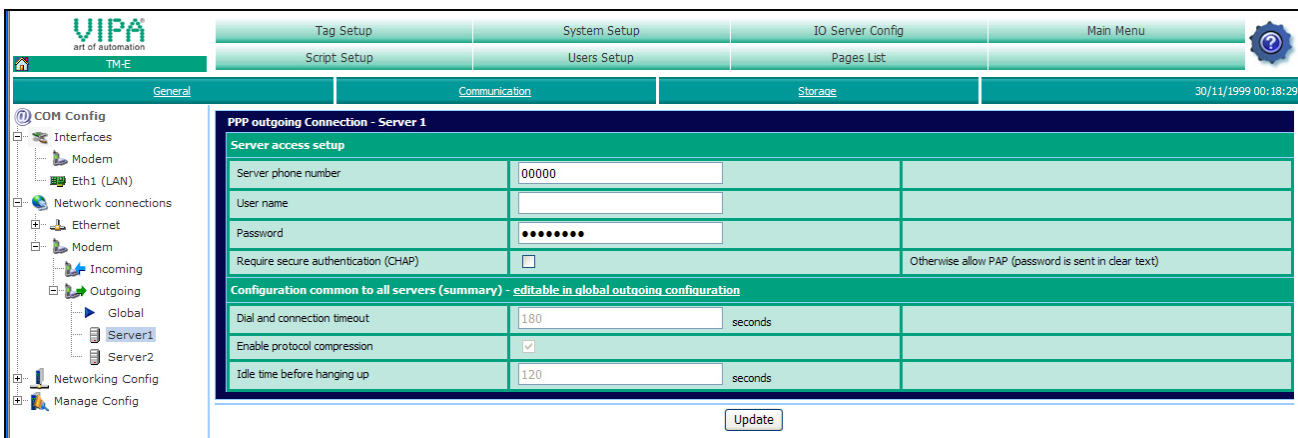 VIPA
art of automation
TM-E
Tag Setup
System Setup
IO Server Config
Main Menu
Script Setup
Users Setup
Pages List
General
Communication
Storage
30/11/1999 00:18:29
COM Config
Interfaces
Modem
Eth1 (LAN)
Network connections
Ethernet
Modem
Incoming
Outgoing
Global
Server1
Server2
Networking Config
Manage Config
PPP outgoing Connection - Server 1
Server access setup
Server phone number 00000
User name
Password ••••••••
Require secure authentication (CHAP) Otherwise allow PAP (password is sent in clear text)
Configuration common to all servers (summary) - editable in global outgoing configuration
Dial and connection timeout 180 seconds
Enable protocol compression
Idle time before hanging up 120 seconds
Update